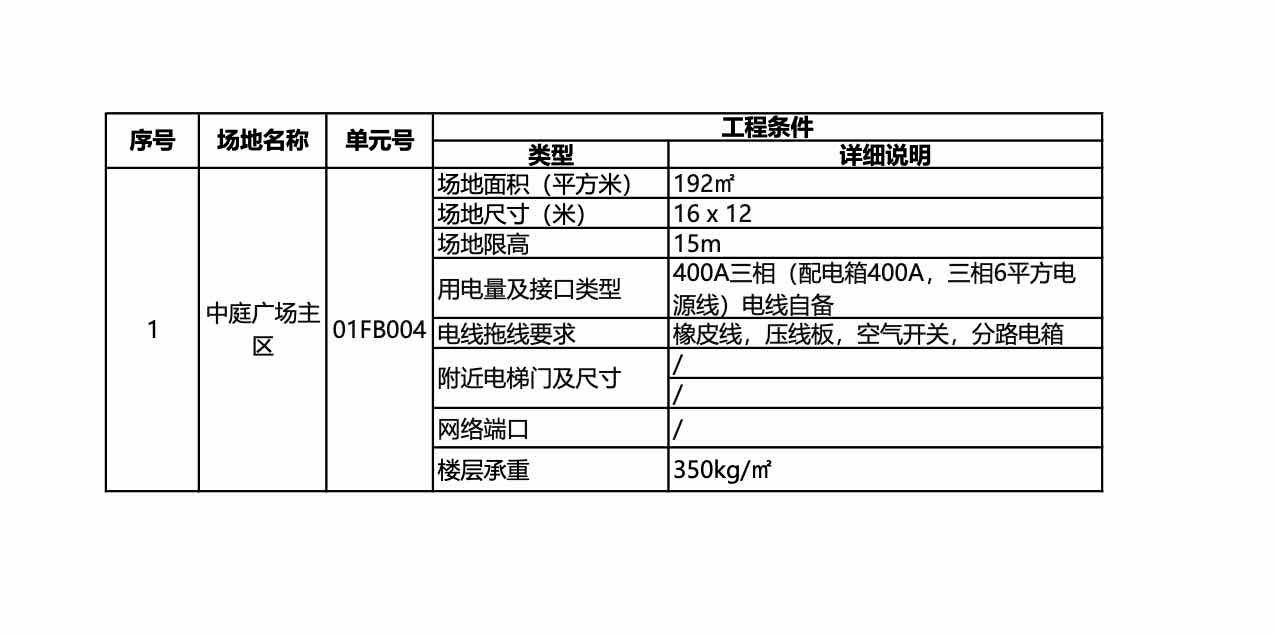 序号 场地名称 单元号 工程条件
类型 详细说明
1 中庭广场主区 01FB004
场地面积（平方米） 192㎡
场地尺寸（米） 16 x 12
场地限高 15m
用电量及接口类型 400A三相（配电箱400A，三相6平方电
源线）电线自备
电线拖线要求 橡皮线，压线板，空气开关，分路电箱
附近电梯门及尺寸 /
/
网络端口 /
楼层承重 350kg/㎡